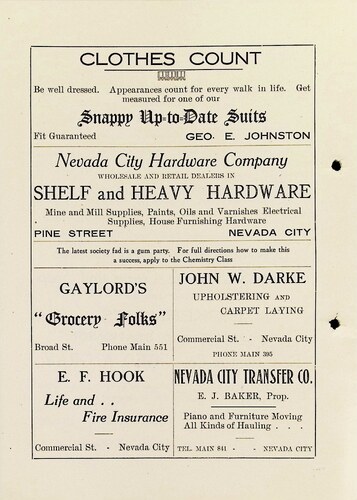 CLOTHES COUNT
Be well dressed. Appearances count for every walk in life. Get
measured for one of our
Snappy Up-to-Date Suits
Fit Guaranteed GEO. E. JOHNSTON
Nevada City Hardware Company
WHOLESALE AND RETAIL DEALERS IN
SHELF and HEAVY HARDWARE
Mine and Mill Supplies, Paints, Oils and Varnishes Electrical
Supplies, House Furnishing Hardware
PINE STREET NEVADA CITY
The latest society fad is a gum party. For full directions how to make this
a success, apply to the Chemistry Class
GAYLORD'S
"Grocery Folks"
Broad St. Phone Main 551
JOHN W. DARKE
UPHOLSTERING AND
CARPET LAYING
Commercial St. - Nevada City
PHONE MAIN 395
E. F. HOOK
Life and . .
Fire Insurance
Commercial St. - Nevada City
NEVADA CITY TRANSFER CO.
E. J. BAKER, Prop.
Piano and Furniture Moving
All Kinds of Hauling . . .
TEL. MAIN 841 - - NEVADA CITY